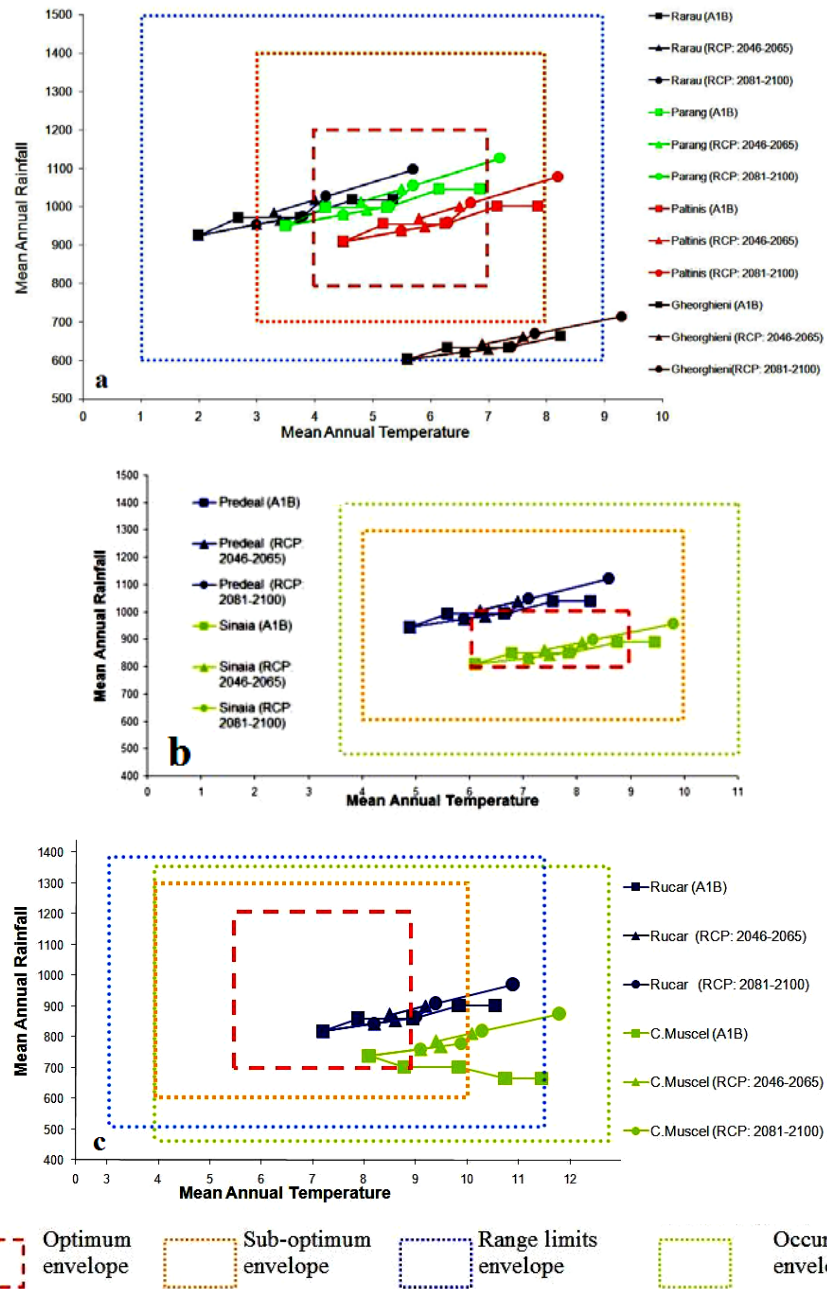 1500
1400
1300
1200
1100
1000
900
800
700
600
500
Mean Annual Rainfall
a
0 1 2 3 4 5 6 7 8 9 10
Mean Annual Temperature
Rarau (A1B)
Rarau (RCP: 2046-2065)
Rarau (RCP: 2081-2100)
Parang (A1B)
Parang (RCP: 2046-2065)
Parang (RCP: 2081-2100)
Paltinis (A1B)
Paltinis (RCP: 2046-2065)
Paltinis (RCP: 2081-2100)
Gheorghieni (A1B)
Gheorghieni (RCP: 2046-2065)
Gheorghieni(RCP: 2081-2100)
1500
1400
1300
1200
1100
1000
900
800
700
600
500
400
Mean Annual Rainfall
Predeal (A1B)
Predeal (RCP:
2046-2065)
Predeal (RCP:
2081-2100)
Sinaia (A1B)
Sinaia (RCP:
2046-2065)
Sinaia (RCP:
2081-2100)
b
0 1 2 3 4 5 6 7 8 9 10 11
Mean Annual Temperature
1400
1300
1200
1100
1000
900
800
700
600
500
400
Mean Annual Rainfall
c
0 3 4 5 6 7 8 9 10 11 12
Mean Annual Temperature
Rucar (A1B)
Rucar (RCP: 2046-2065)
Rucar (RCP: 2081-2100)
C.Muscel (A1B)
C.Muscel (RCP: 2046-2065)
C.Muscel (RCP: 2081-2100)
Optimum
envelope
Sub-optimum
envelope
Range limits
envelope
Occur
envel